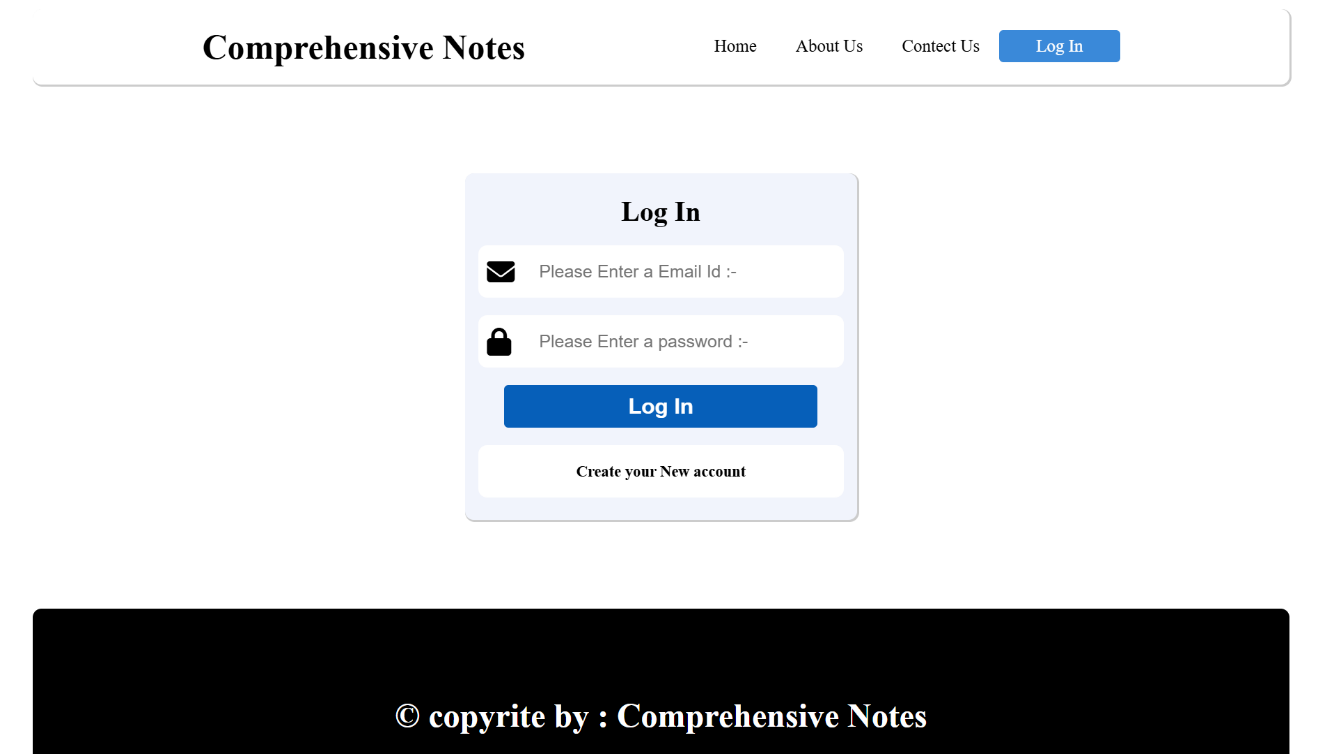 Comprehensive Notes
Home About Us Contect Us Log In
Log In
Please Enter a Email Id :-
Please Enter a password :-
Log In
Create your New account
© copyrite by : Comprehensive Notes